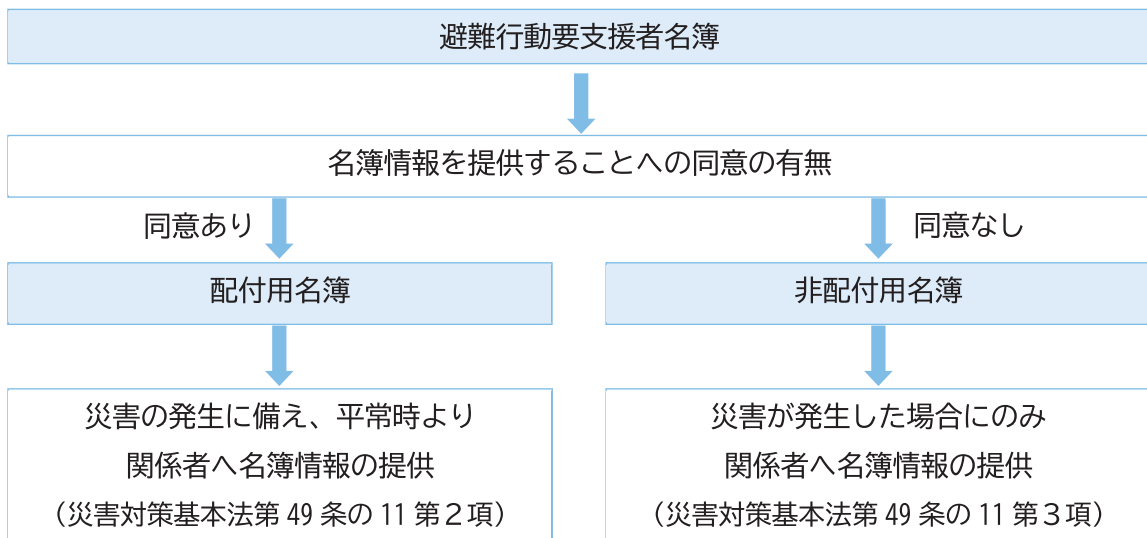 避難行動要支援者名簿
名簿情報を提供することへの同意の有無
同意あり
同意なし
配付用名簿
非配付用名簿
災害の発生に備え、平常時より
関係者へ名簿情報の提供
（災害対策基本法第 49 条の 11 第２項）
災害が発生した場合にのみ
関係者へ名簿情報の提供
（災害対策基本法第 49 条の 11 第３項）